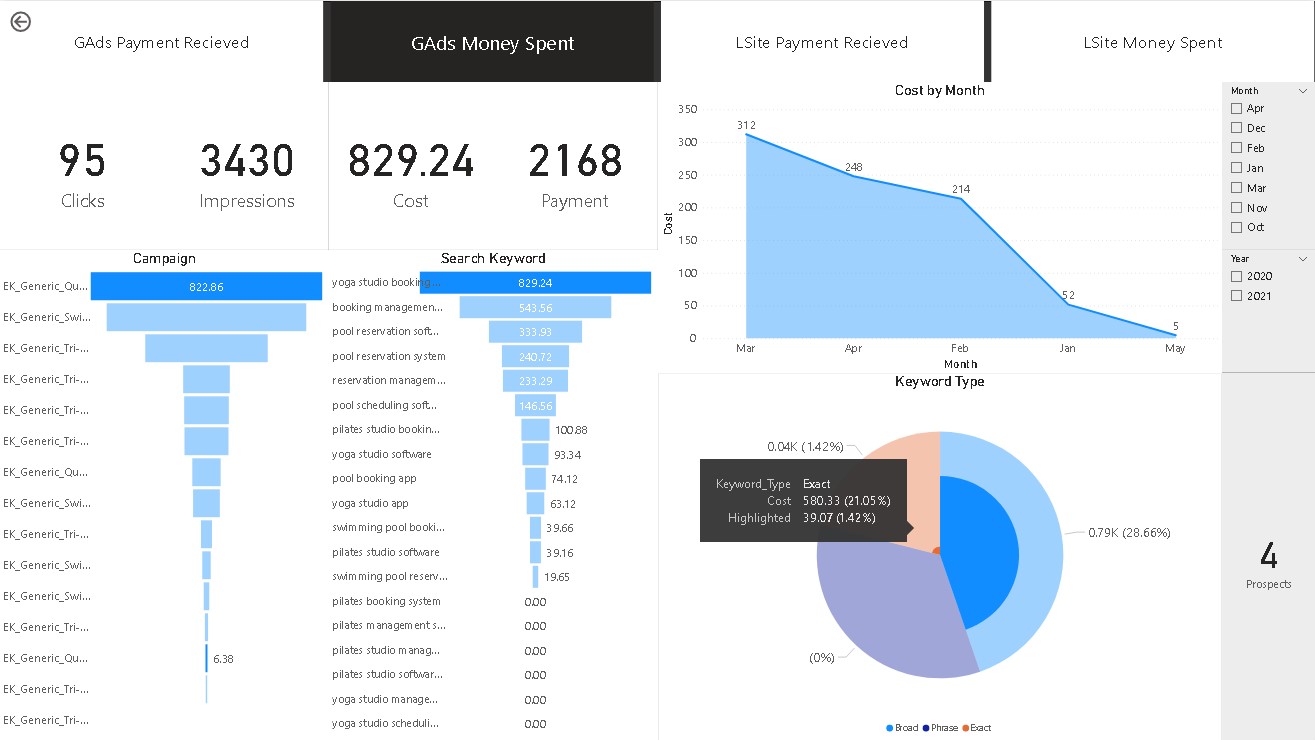 GAds Payment Recieved
GAds Money Spent
LSite Payment Recieved
LSite Money Spent
95
Clicks
3430
Impressions
829.24
Cost
2168
Payment
Cost by Month
Cost
350
300
250
200
150
100
50
0
312
248
214
52
5
Mar
Apr
Feb
Jan
May
Month
Month
Apr
Dec
Feb
Jan
Mar
Nov
Oct
Year
2020
2021
4
Prospects
Campaign
EK_Generic_Qu... 822.86
EK_Generic_Swi...
EK_Generic_Tri-...
EK_Generic_Tri-...
EK_Generic_Tri-...
EK_Generic_Tri-...
EK_Generic_Qu...
EK_Generic_Swi...
EK_Generic_Tri-...
EK_Generic_Swi...
EK_Generic_Swi...
EK_Generic_Tri-...
EK_Generic_Qu... 6.38
EK_Generic_Tri-...
EK_Generic_Tri-...
Search Keyword
yoga studio booking ... 829.24
booking managemen... 543.56
pool reservation soft... 333.93
pool reservation system 240.72
reservation managem... 233.29
pool scheduling soft... 146.56
pilates studio bookin... 100.88
yoga studio software 93.34
pool booking app 74.12
yoga studio app 63.12
swimming pool booki... 39.66
pilates studio software 39.16
swimming pool reserv... 19.65
pilates booking system 0.00
pilates management s... 0.00
pilates studio manag... 0.00
pilates studio softwar... 0.00
yoga studio manage... 0.00
yoga studio scheduli... 0.00
Keyword Type
0.04K (1.42%)
Keyword_Type Exact
Cost 580.33 (21.05%)
Highlighted 39.07 (1.42%)
0.79K (28.66%)
(0%)
Broad Phrase Exact